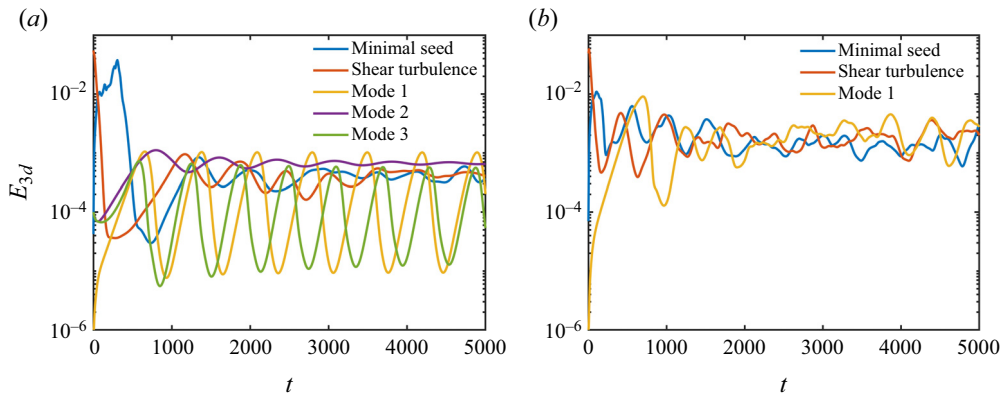 (a)
Minimal seed
Shear turbulence
Mode 1
Mode 2
Mode 3
10⁻²
10⁻⁴
10⁻⁶
E₃d
0 1000 2000 3000 4000 5000
t
(b)
Minimal seed
Shear turbulence
Mode 1
10⁻²
10⁻⁴
10⁻⁶
0 1000 2000 3000 4000 5000
t